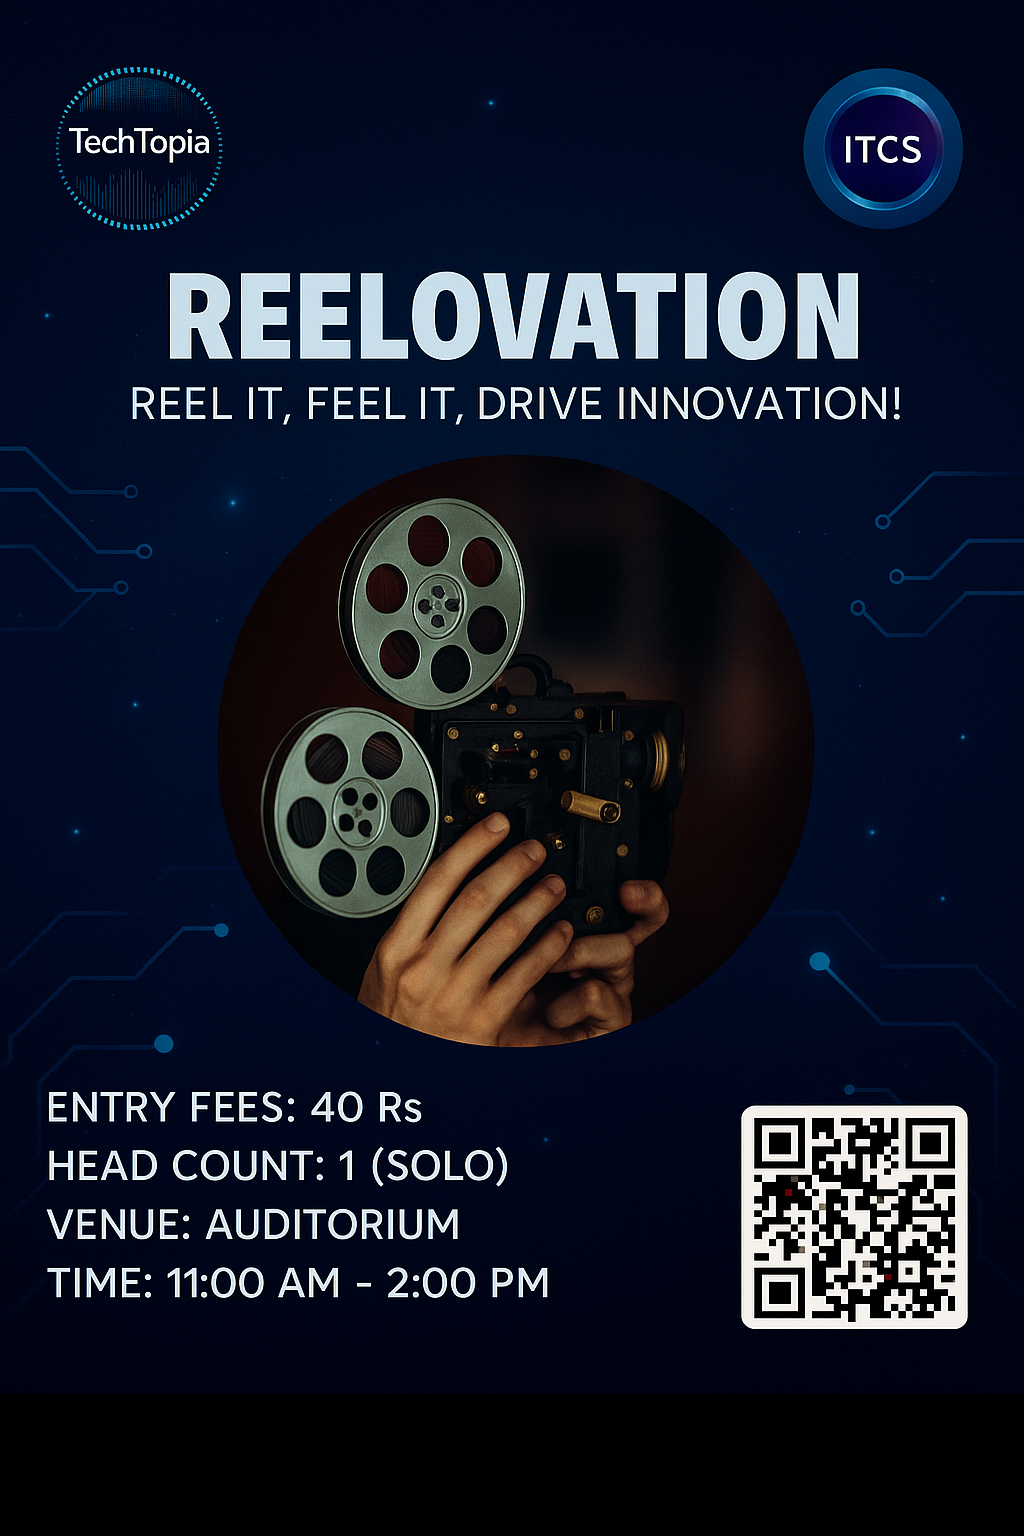 TechTopia
ITCS
REELOVATION
REEL IT, FEEL IT, DRIVE INNOVATION!
ENTRY FEES: 40 Rs
HEAD COUNT: 1 (SOLO)
VENUE: AUDITORIUM
TIME: 11:00 AM - 2:00 PM